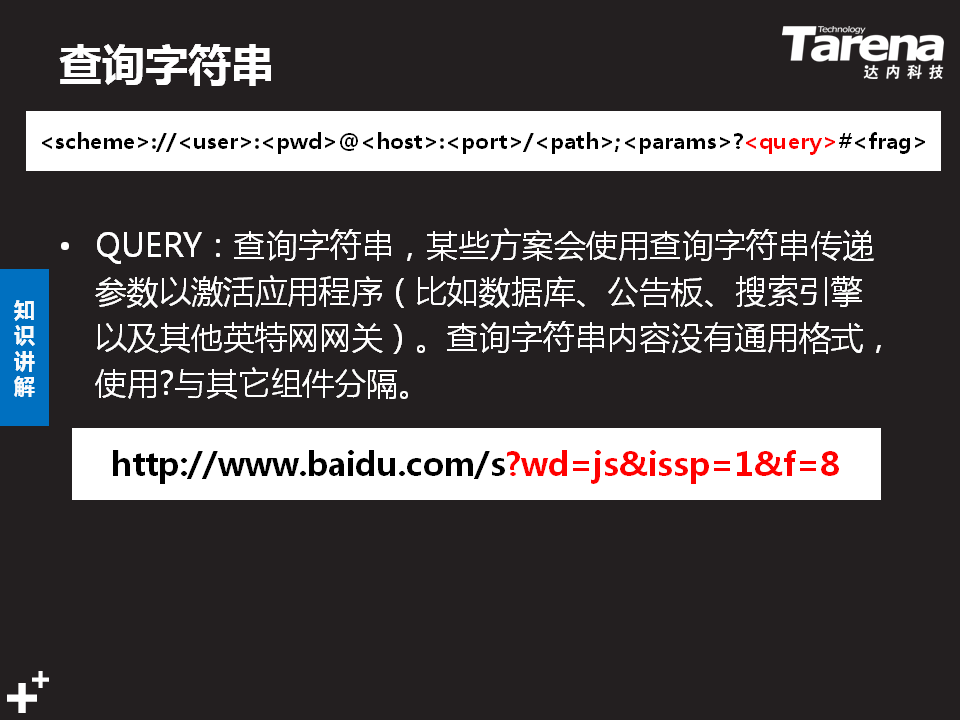 查询字符串
Technology
Tarena
达内科技
<scheme>://<user>:<pwd>@<host>:<port>/<path>;<params>?<query>#<frag>
• QUERY：查询字符串，某些方案会使用查询字符串传递
参数以激活应用程序（比如数据库、公告板、搜索引擎
以及其他英特网网关）。查询字符串内容没有通用格式，
使用?与其它组件分隔。
知
识
讲
解
http://www.baidu.com/s?wd=js&issp=1&f=8